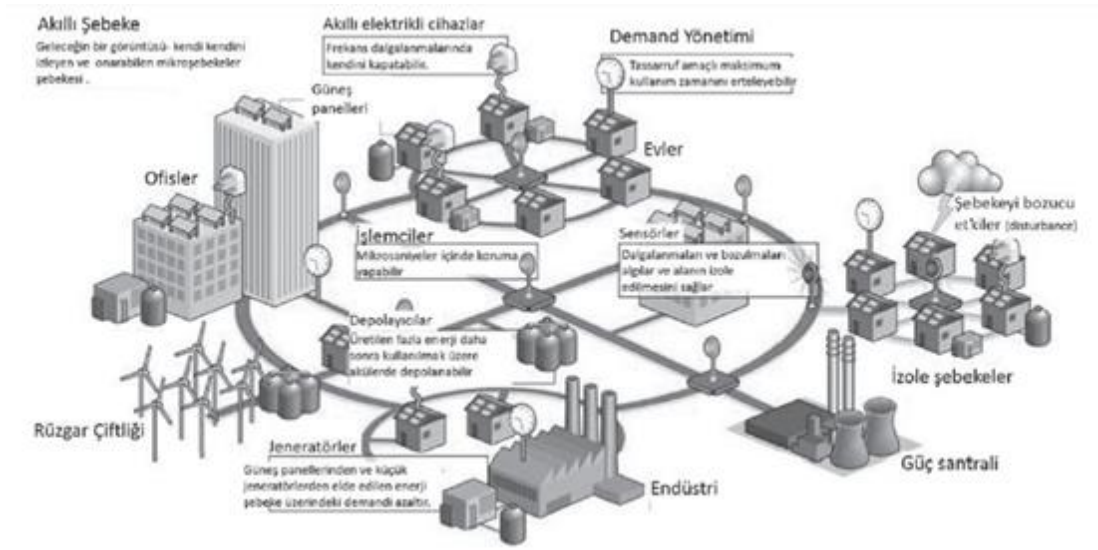 Akıllı Şebeke
Geleceğin bir görüntüsü- kendi kendini
izleyen ve onarabilen mikroşebekeler
şebekesi .
Akıllı elektrikli cihazlar
Frekans dalgalanmalarında
kendini kapatabilir.
Demand Yönetimi
Tassarruf amaçlı maksimum
kullanım zamanını erteleyebilir
Güneş
panelleri
Evler
Ofisler
Şebekeyi bozucu
et'ciler (disturbance)
İşlemciler
Mikrosaniyeler içinde koruma
yapabilir
Sensörler
Dalgalanmaları ve bozulmaları
algılar ve alanın izole
edilmesini sağlar
Depolayıcılar
Üretilen fazla enerji daha
sonra kullanılmak üzere
akülerde depolanabilir
İzole şebekeler
Rüzgar Çiftliği
Jeneratörler
Güneş panellerinden ve küçük
jeneratörlerden elde edilen enerji
şebeke üzerindeki demandi azaltır.
Endüstri
Güç santrali